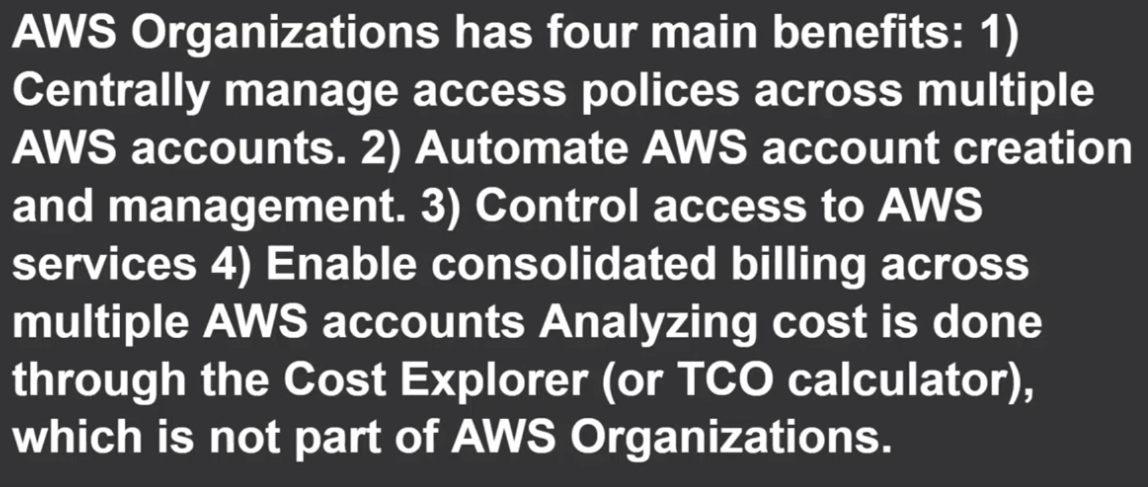 AWS Organizations has four main benefits: 1)
Centrally manage access polices across multiple
AWS accounts. 2) Automate AWS account creation
and management. 3) Control access to AWS
services 4) Enable consolidated billing across
multiple AWS accounts Analyzing cost is done
through the Cost Explorer (or TCO calculator),
which is not part of AWS Organizations.